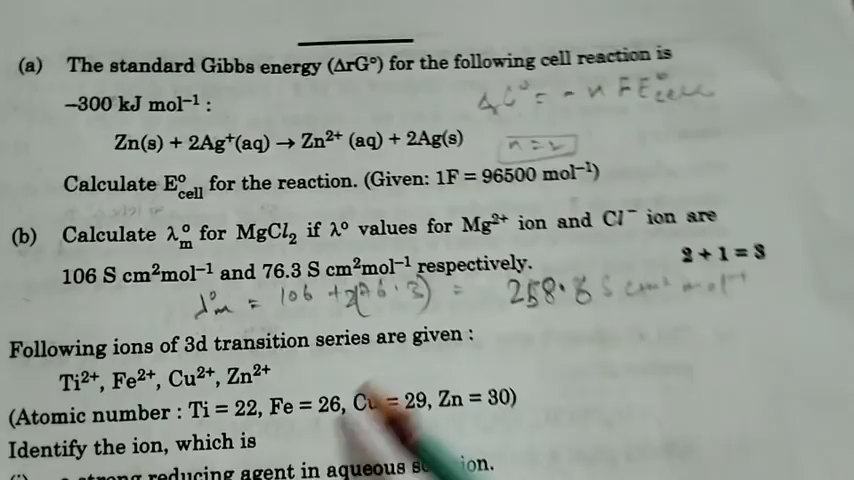 (a) The standard Gibbs energy (ΔrG°) for the following cell reaction is
–300 kJ mol⁻¹ :
ΔG° = – n F E°cell
Zn(s) + 2Ag⁺(aq) → Zn²⁺ (aq) + 2Ag(s)
n = 2
Calculate E°cell for the reaction. (Given: 1F = 96500 mol⁻¹)
(b) Calculate λ°m for MgCl₂ if λ° values for Mg²⁺ ion and Cl⁻ ion are
106 S cm²mol⁻¹ and 76.3 S cm²mol⁻¹ respectively.
2 + 1 = 3
λ°m = 106 + 2(76.3) = 258.6 S cm² mol⁻¹
Following ions of 3d transition series are given :
Ti²⁺, Fe²⁺, Cu²⁺, Zn²⁺
(Atomic number : Ti = 22, Fe = 26, Cu = 29, Zn = 30)
Identify the ion, which is
strong reducing agent in aqueous